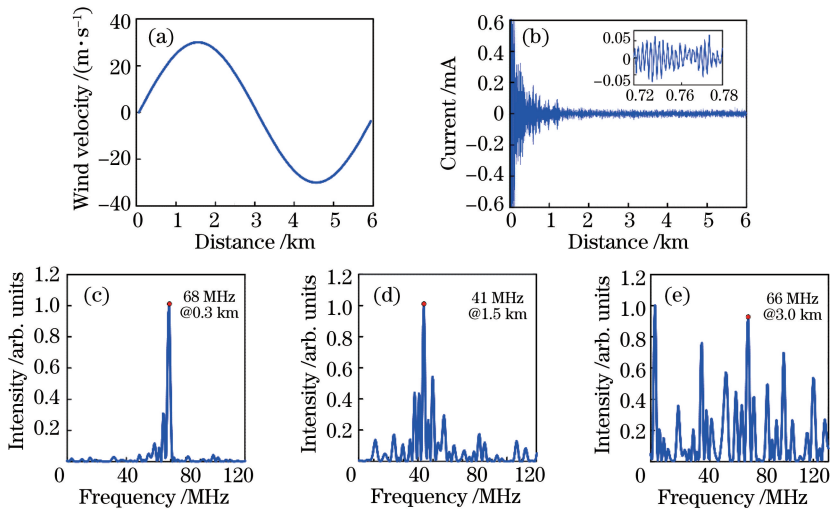 (a)
Wind velocity /(m·s⁻¹)
40
20
0
−20
−40
0 1 2 3 4 5 6
Distance /km
(b)
Current /mA
0.6
0.4
0.2
0
−0.2
−0.4
−0.6
0 1 2 3 4 5 6
Distance /km
0.05
0
−0.05
0.72 0.76 0.78
(c)
68 MHz
@0.3 km
Intensity /arb. units
1.2
1.0
0.8
0.6
0.4
0.2
0 40 80 120
Frequency /MHz
(d)
41 MHz
@1.5 km
Intensity /arb. units
1.2
1.0
0.8
0.6
0.4
0.2
0 40 80 120
Frequency /MHz
(e)
66 MHz
@3.0 km
Intensity /arb. units
1.2
1.0
0.8
0.6
0.4
0.2
0 40 80 120
Frequency /MHz